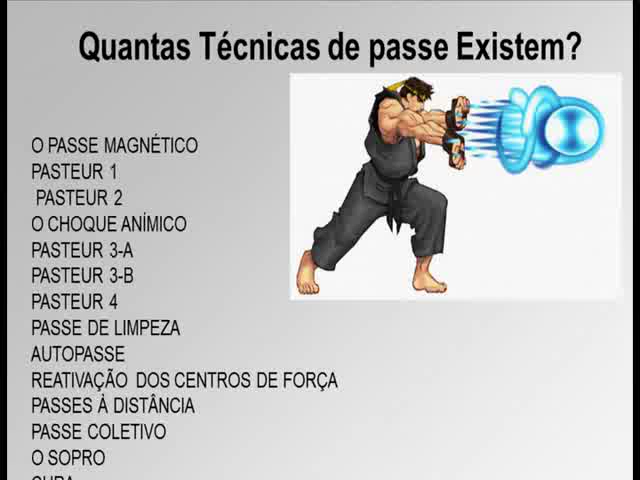 Quantas Técnicas de passe Existem?
O PASSE MAGNÉTICO
PASTEUR 1
PASTEUR 2
O CHOQUE ANÍMICO
PASTEUR 3-A
PASTEUR 3-B
PASTEUR 4
PASSE DE LIMPEZA
AUTOPASSE
REATIVAÇÃO DOS CENTROS DE FORÇA
PASSES À DISTÂNCIA
PASSE COLETIVO
O SOPRO